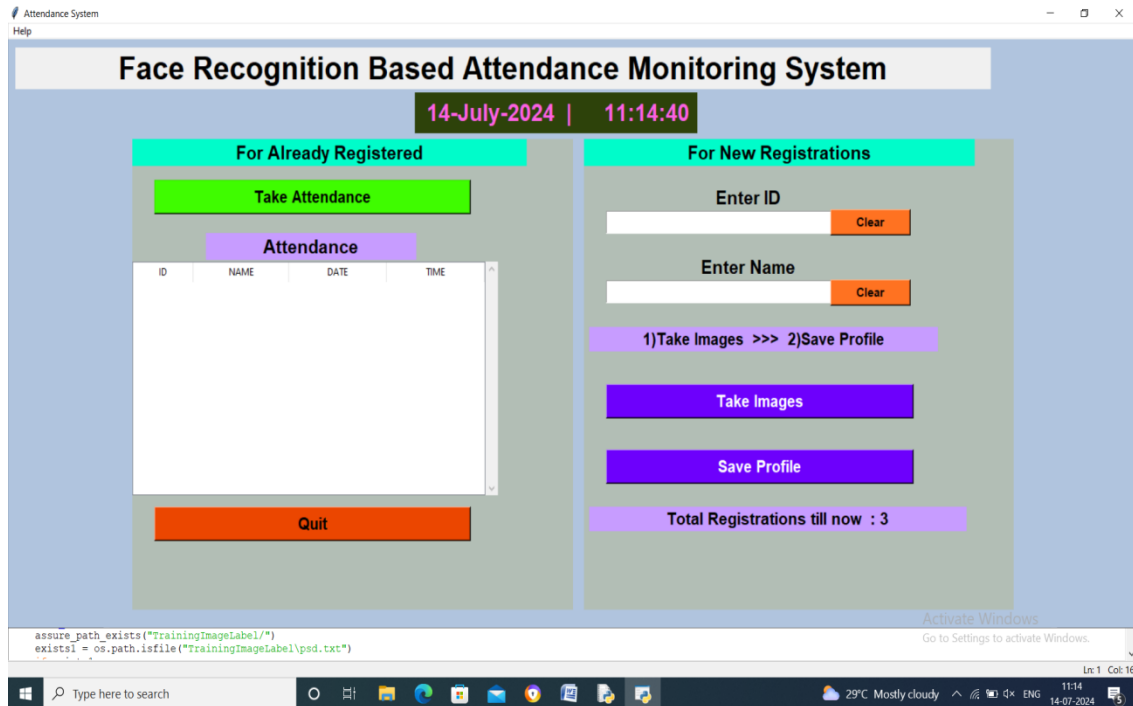 Attendance System
Help
Face Recognition Based Attendance Monitoring System
14-July-2024 | 11:14:40
For Already Registered
Take Attendance
Attendance
ID NAME DATE TIME
Quit
For New Registrations
Enter ID
Clear
Enter Name
Clear
1)Take Images >>> 2)Save Profile
Take Images
Save Profile
Total Registrations till now : 3
Activate Windows
Go to Settings to activate Windows.
assure_path_exists("TrainingImageLabel/")
exists1 = os.path.isfile("TrainingImageLabel\psd.txt")
Ln: 1 Col: 16
Type here to search
29°C Mostly cloudy
ENG
11:14
14-07-2024
5